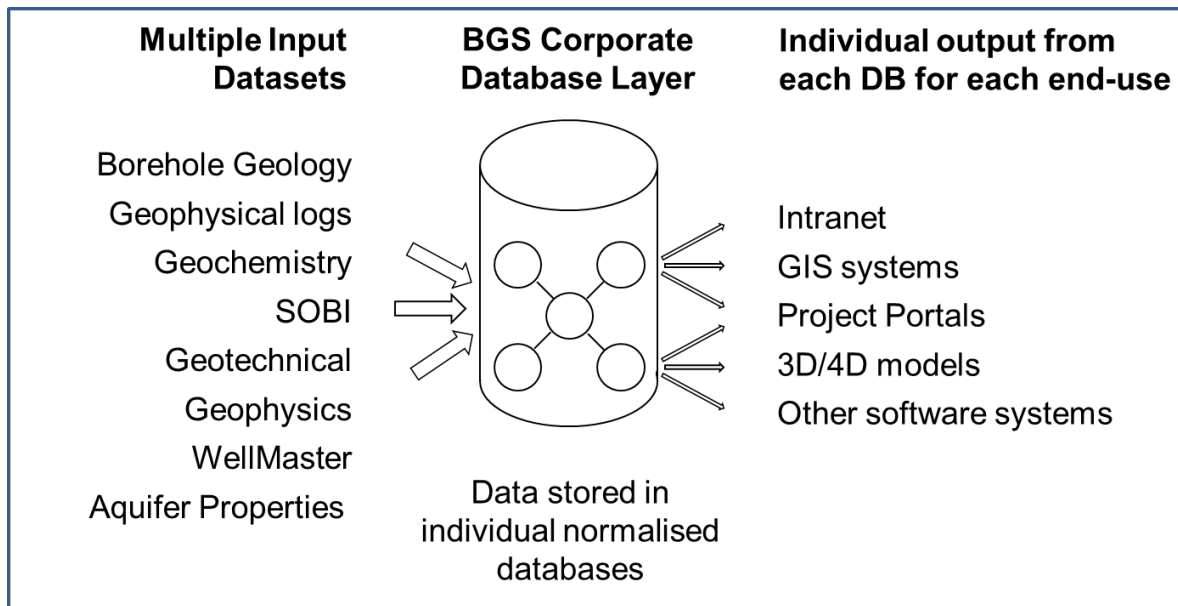 Multiple Input
Datasets
BGS Corporate
Database Layer
Individual output from
each DB for each end-use
Borehole Geology
Geophysical logs
Geochemistry
SOBI
Geotechnical
Geophysics
WellMaster
Aquifer Properties
Data stored in
individual normalised
databases
Intranet
GIS systems
Project Portals
3D/4D models
Other software systems